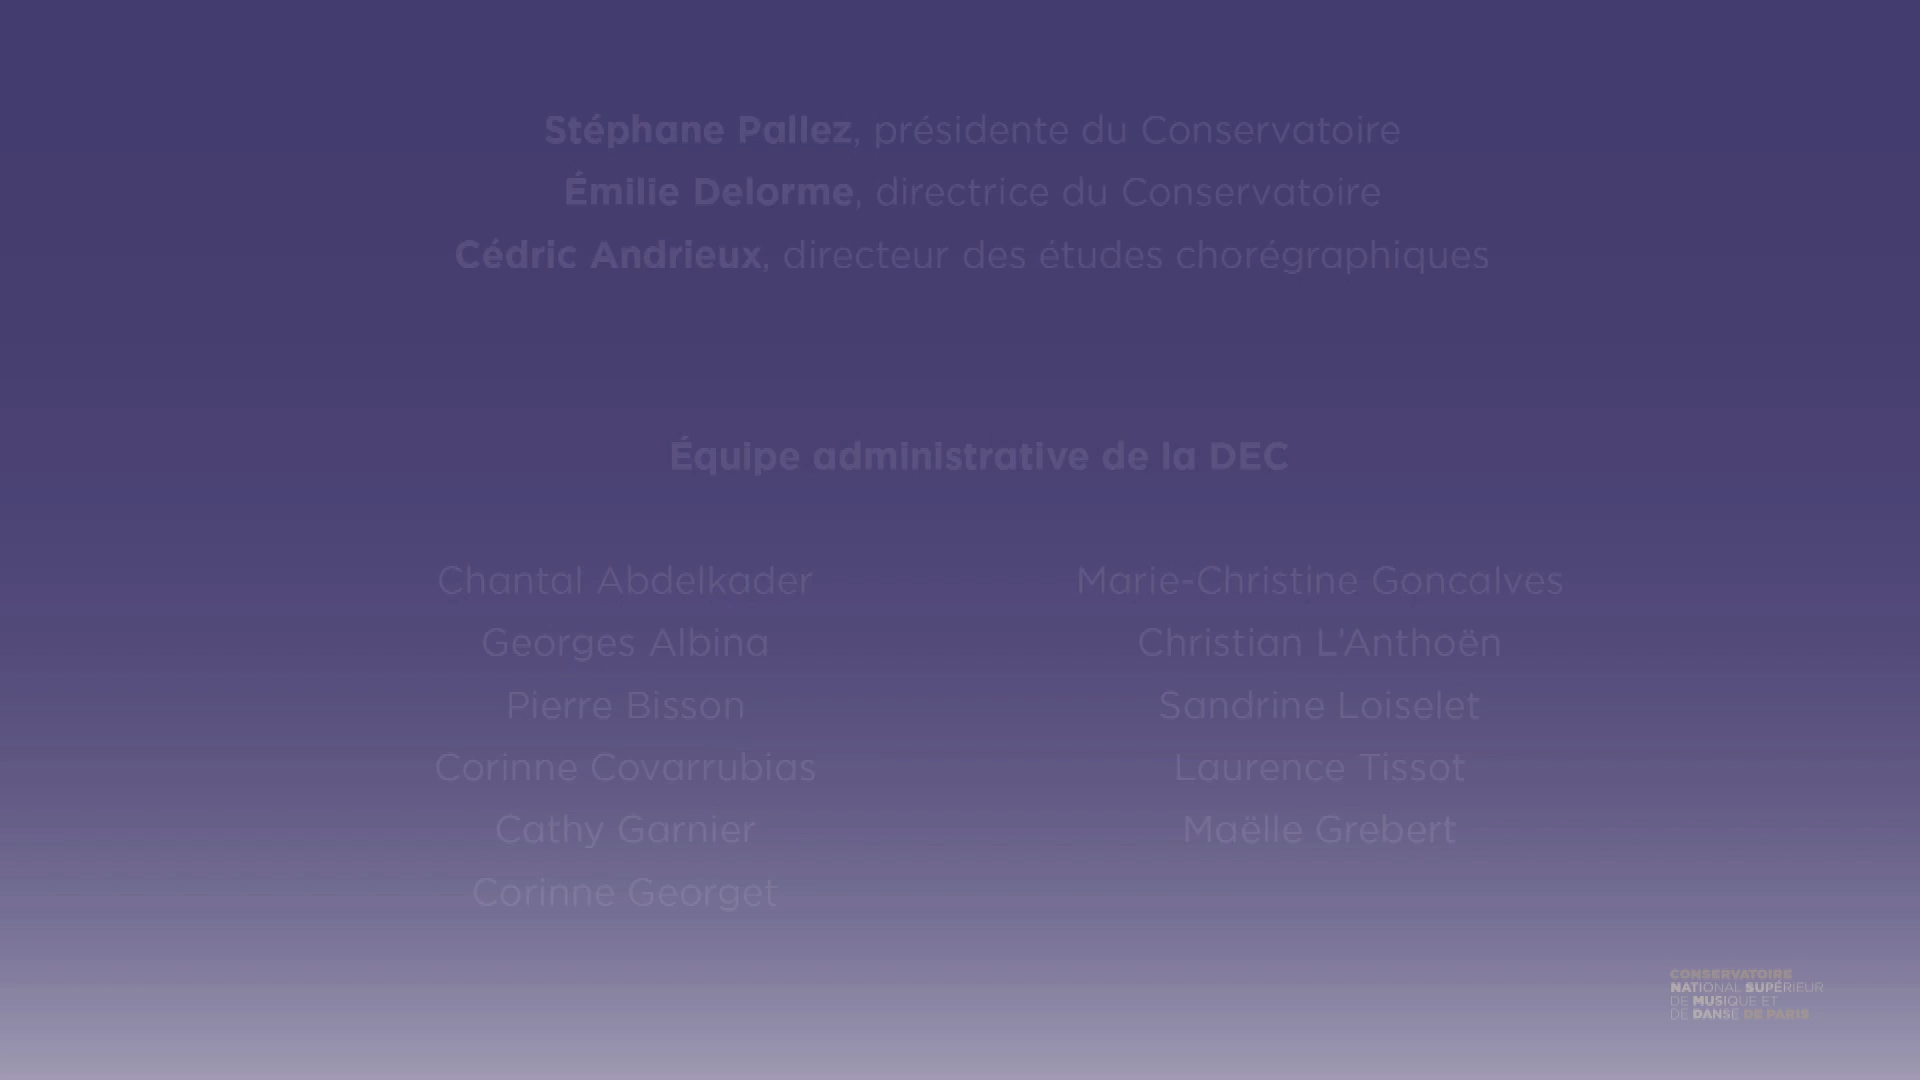 Stéphane Pallez, présidente du Conservatoire
Émilie Delorme, directrice du Conservatoire
Cédric Andrieux, directeur des études chorégraphiques
Équipe administrative de la DEC
Chantal Abdelkader
Georges Albina
Pierre Bisson
Corinne Covarrubias
Cathy Garnier
Corinne Georget
Marie-Christine Goncalves
Christian L’Anthoën
Sandrine Loiselet
Laurence Tissot
Maëlle Grebert
CONSERVATOIRE
NATIONAL SUPÉRIEUR
DE MUSIQUE ET
DE DANSE DE PARIS